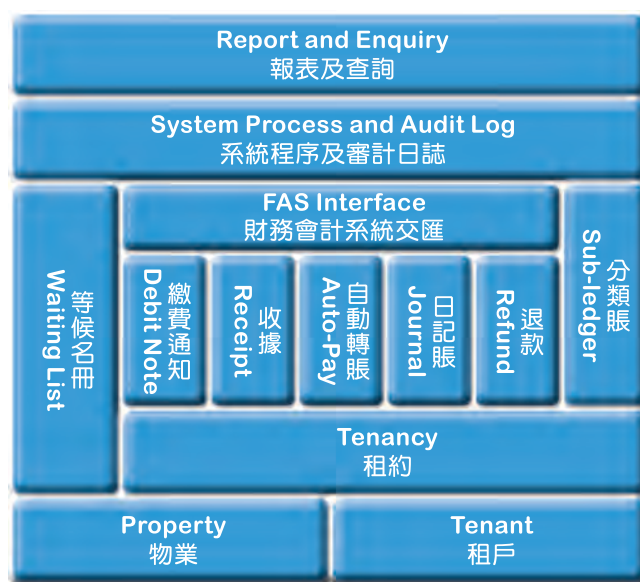 Report and Enquiry
報表及查詢
System Process and Audit Log
系統程序及審計日誌
等候名冊
Waiting List
FAS Interface
財務會計系統交匯
繳費通知
Debit Note
收據
Receipt
自動轉賬
Auto-Pay
日記賬
Journal
退款
Refund
分類賬
Sub-ledger
Tenancy
租約
Property
物業
Tenant
租戶